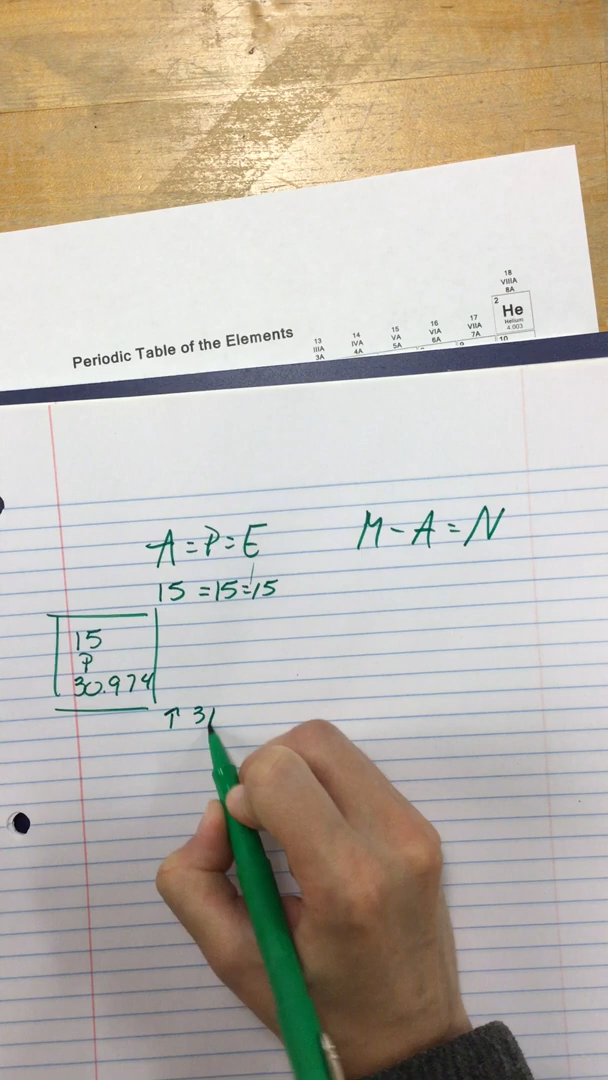 18
VIIIA
8A
2
He
Helium
4.003
Periodic Table of the Elements
13
IIIA
3A
14
IVA
4A
15
VA
5A
16
VIA
6A
17
VIIA
7A
10
A = P = E
M - A = N
15 = 15 = 15
15
P
30.974
↑ 31